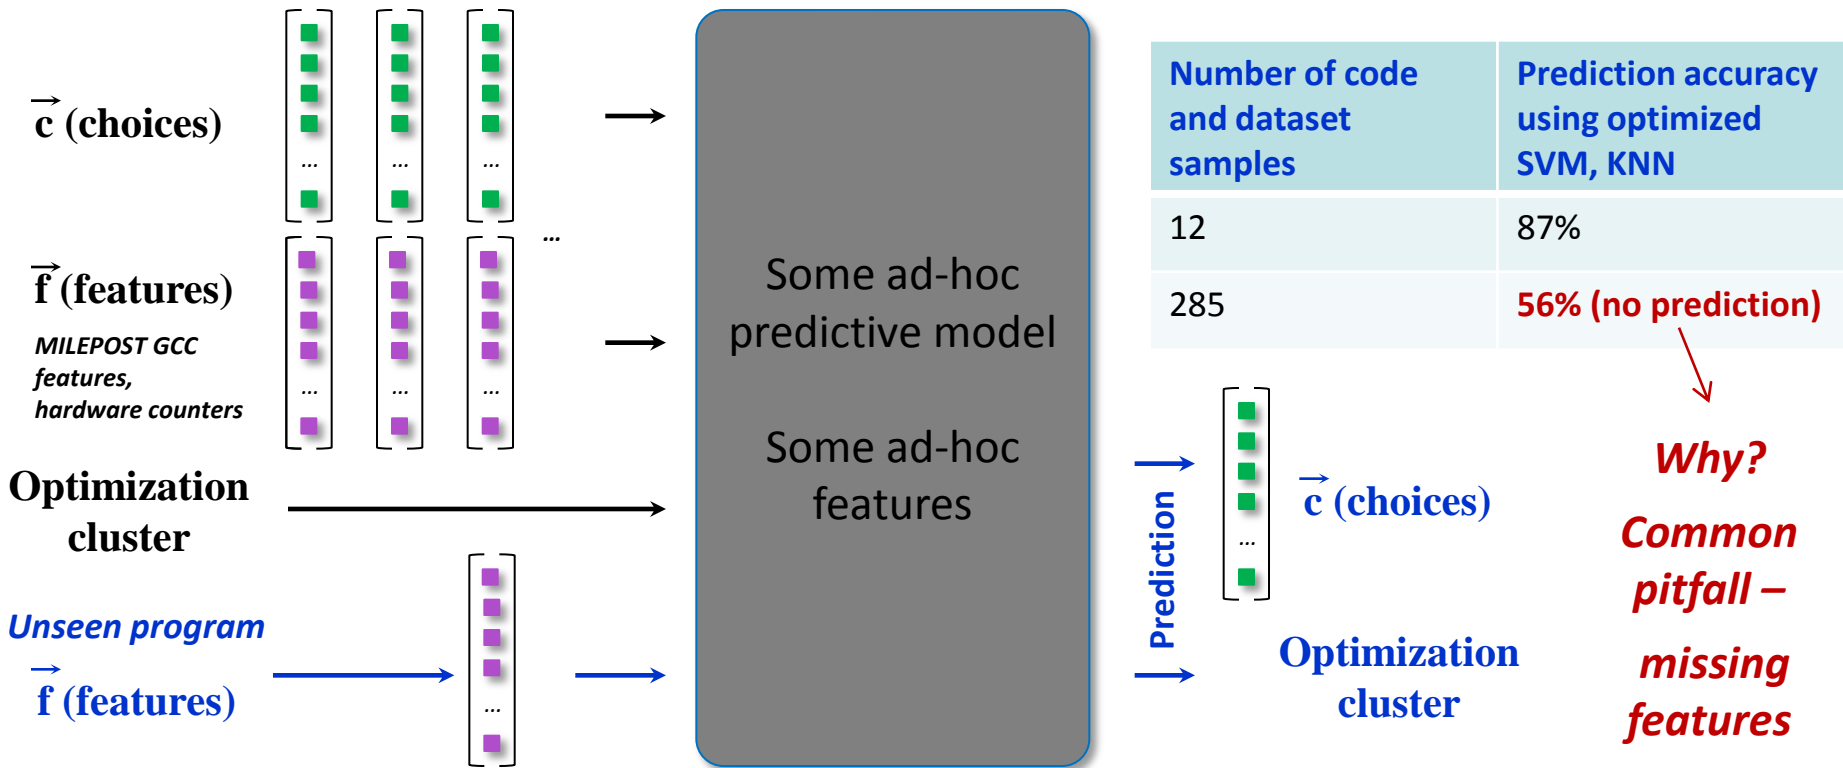 c (choices)
...
...
...
...
f (features)
MILEPOST GCC
features,
hardware counters
...
...
...
Optimization
cluster
Unseen program
f (features)
...
Some ad-hoc
predictive model
Some ad-hoc
features
Number of code
and dataset
samples
Prediction accuracy
using optimized
SVM, KNN
12
87%
285
56% (no prediction)
Prediction
...
c (choices)
Optimization
cluster
Why?
Common
pitfall –
missing
features